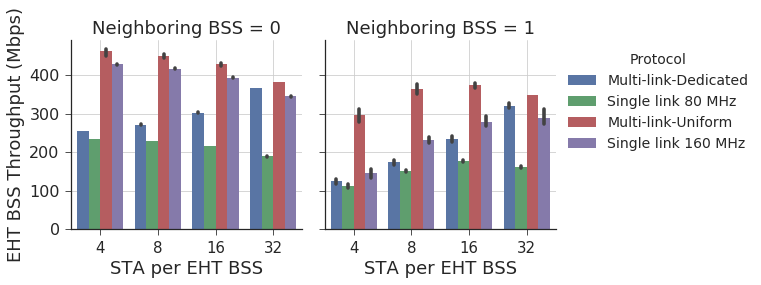 Neighboring BSS = 0
Neighboring BSS = 1
EHT BSS Throughput (Mbps)
400
300
200
100
0
4 8 16 32
4 8 16 32
STA per EHT BSS
STA per EHT BSS
Protocol
Multi-link-Dedicated
Single link 80 MHz
Multi-link-Uniform
Single link 160 MHz